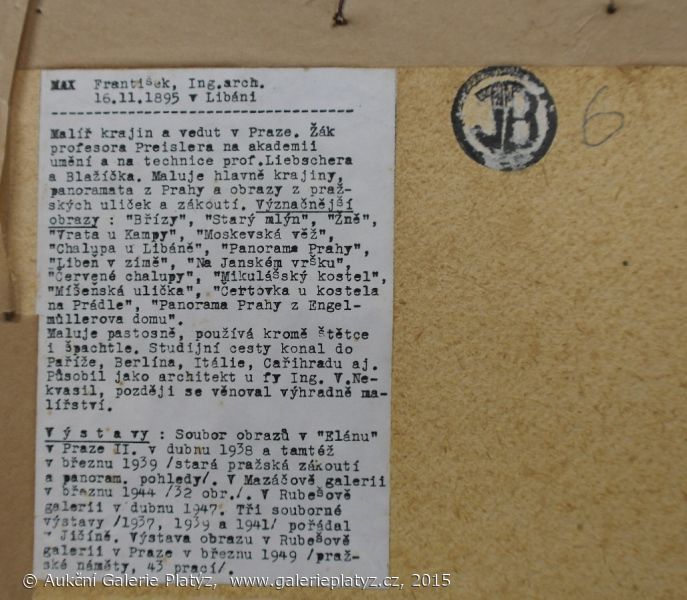 MAX František, Ing.arch.
16.11.1895 v Libáni
Malíř krajin a vedut v Praze. Žák
profesora Preislera na akademii
umění a na technice prof.Liebschera
a Blažíčka. Maluje hlavně krajiny,
panoramata z Prahy a obrazy z praž-
ských uliček a zákoutí. Význačnější
obrazy : "Břízy", "Starý mlýn", "Žně",
"Vrata u Kampy", "Moskevská věž",
"Chalupa u Libáně", "Panorama Prahy",
"Libeň v zimě", "Na Janském vršku",
"Červené chalupy", "Mikulášský kostel",
"Míšeňská ulička", "Čertovka u kostela
na Prádle", "Panorama Prahy z Engel-
müllerova domu".
Maluje pastosně, používá kromě štětce
i špachtle. Studijní cesty konal do
Paříže, Berlína, Itálie, Cařihradu aj.
Působil jako architekt u fy Ing. V.Ne-
kvasil, později se věnoval výhradně ma-
lířství.
V ý s t a v y : Soubor obrazů v "Elánu"
v Praze II. v dubnu 1938 a tamtéž
v březnu 1939 /stará pražská zákoutí
a panoram. pohledy/. V Mazáčově galerii
v březnu 1944 /32 obr./. V Rubešově
galerii v dubnu 1947. Tři souborné
výstavy /1937, 1939 a 1941/ pořádal
v Jičíně. Výstava obrazu v Rubešově
galerii v Praze v březnu 1949 /praž-
ské náměty, 43 prací/.
JB
6
© Aukční Galerie Platýz, www.galerieplatyz.cz, 2015